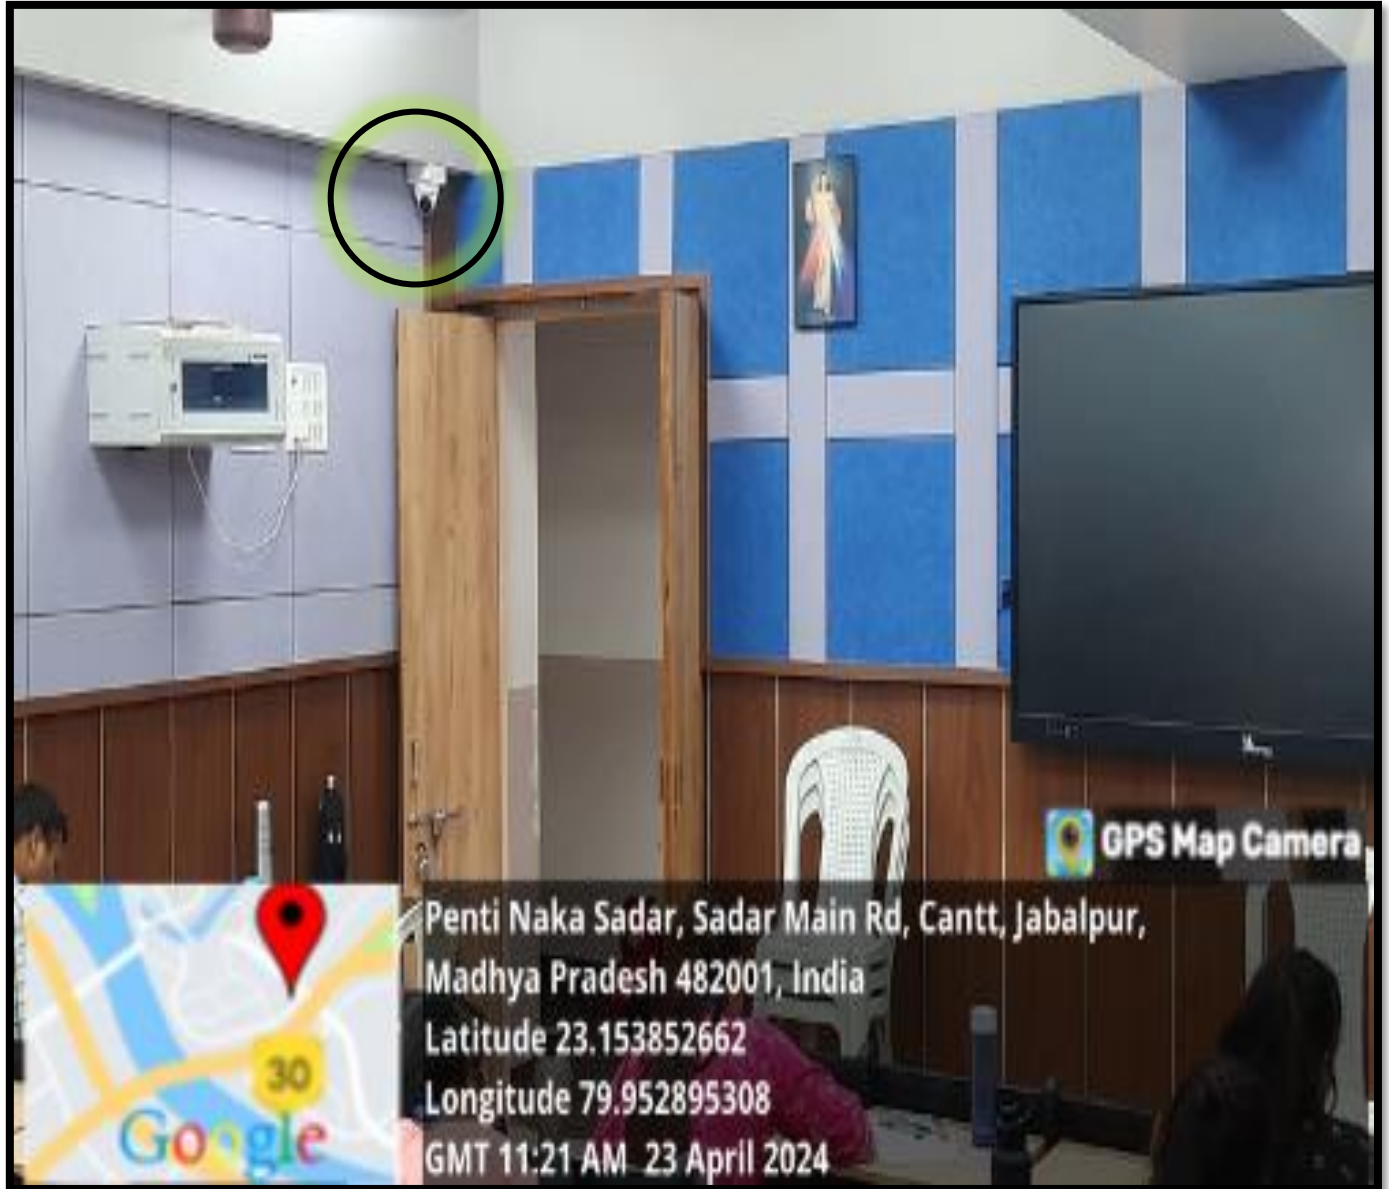 GPS Map Camera
Penti Naka Sadar, Sadar Main Rd, Cantt, Jabalpur,
Madhya Pradesh 482001, India
Latitude 23.153852662
Longitude 79.952895308
GMT 11:21 AM 23 April 2024
30
Google